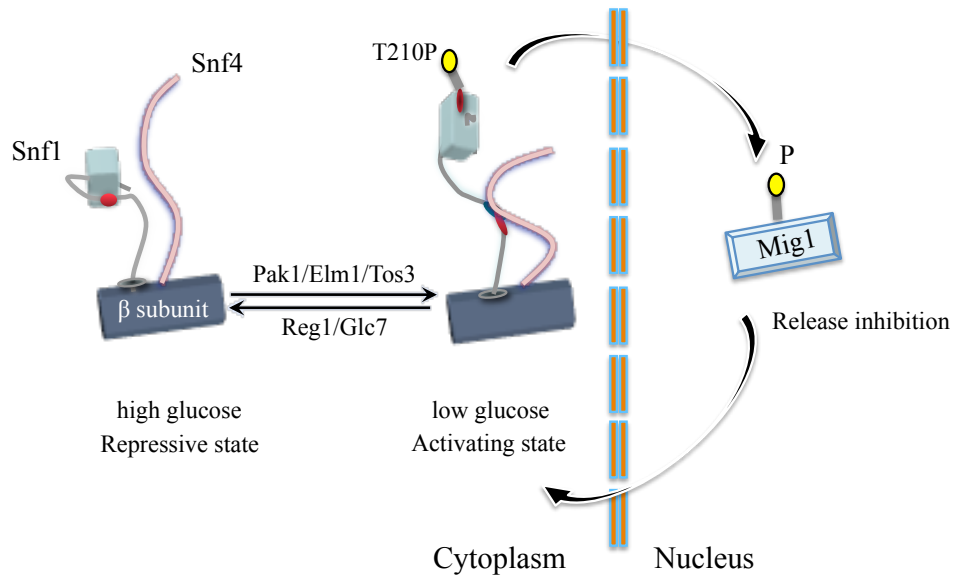 Snf4
T210P
Snf1
P
Mig1
Pak1/Elm1/Tos3
β subunit
Reg1/Glc7
Release inhibition
high glucose
Repressive state
low glucose
Activating state
Cytoplasm
Nucleus